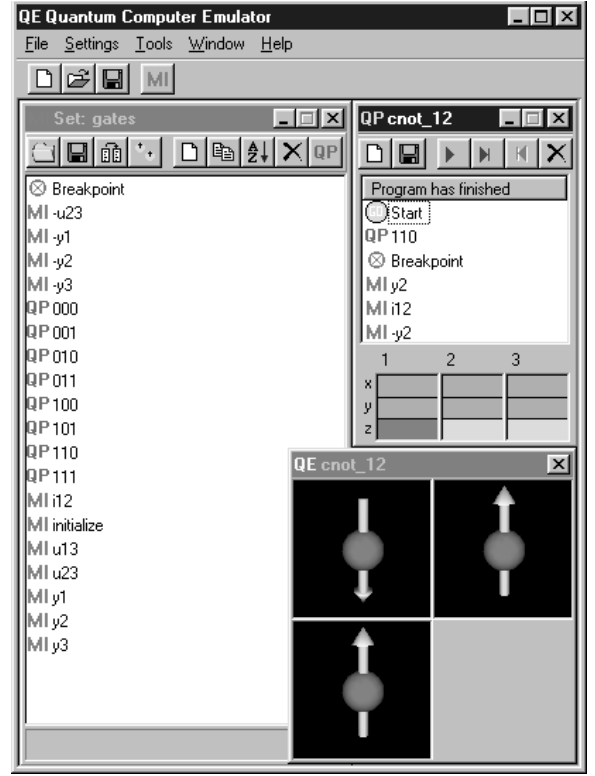 QE Quantum Computer Emulator
File Settings Tools Window Help
MI
Set: gates
QP
Breakpoint
MI -u23
MI -y1
MI -y2
MI -y3
QP 000
QP 001
QP 010
QP 011
QP 100
QP 101
QP 110
QP 111
MI i12
MI initialize
MI u13
MI u23
MI y1
MI y2
MI y3
QP cnot_12
Program has finished
GO Start
QP 110
Breakpoint
MI y2
MI i12
MI -y2
1 2 3
x
y
z
QE cnot_12